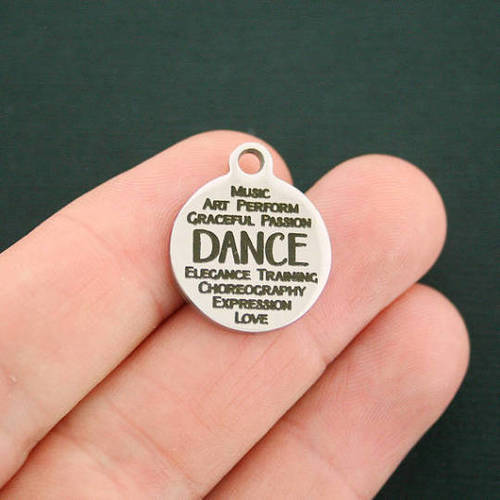 MUSIC
ART PERFORM
GRACEFUL PASSION
DANCE
ELEGANCE TRAINING
CHOREOGRAPHY
EXPRESSION
LOVE